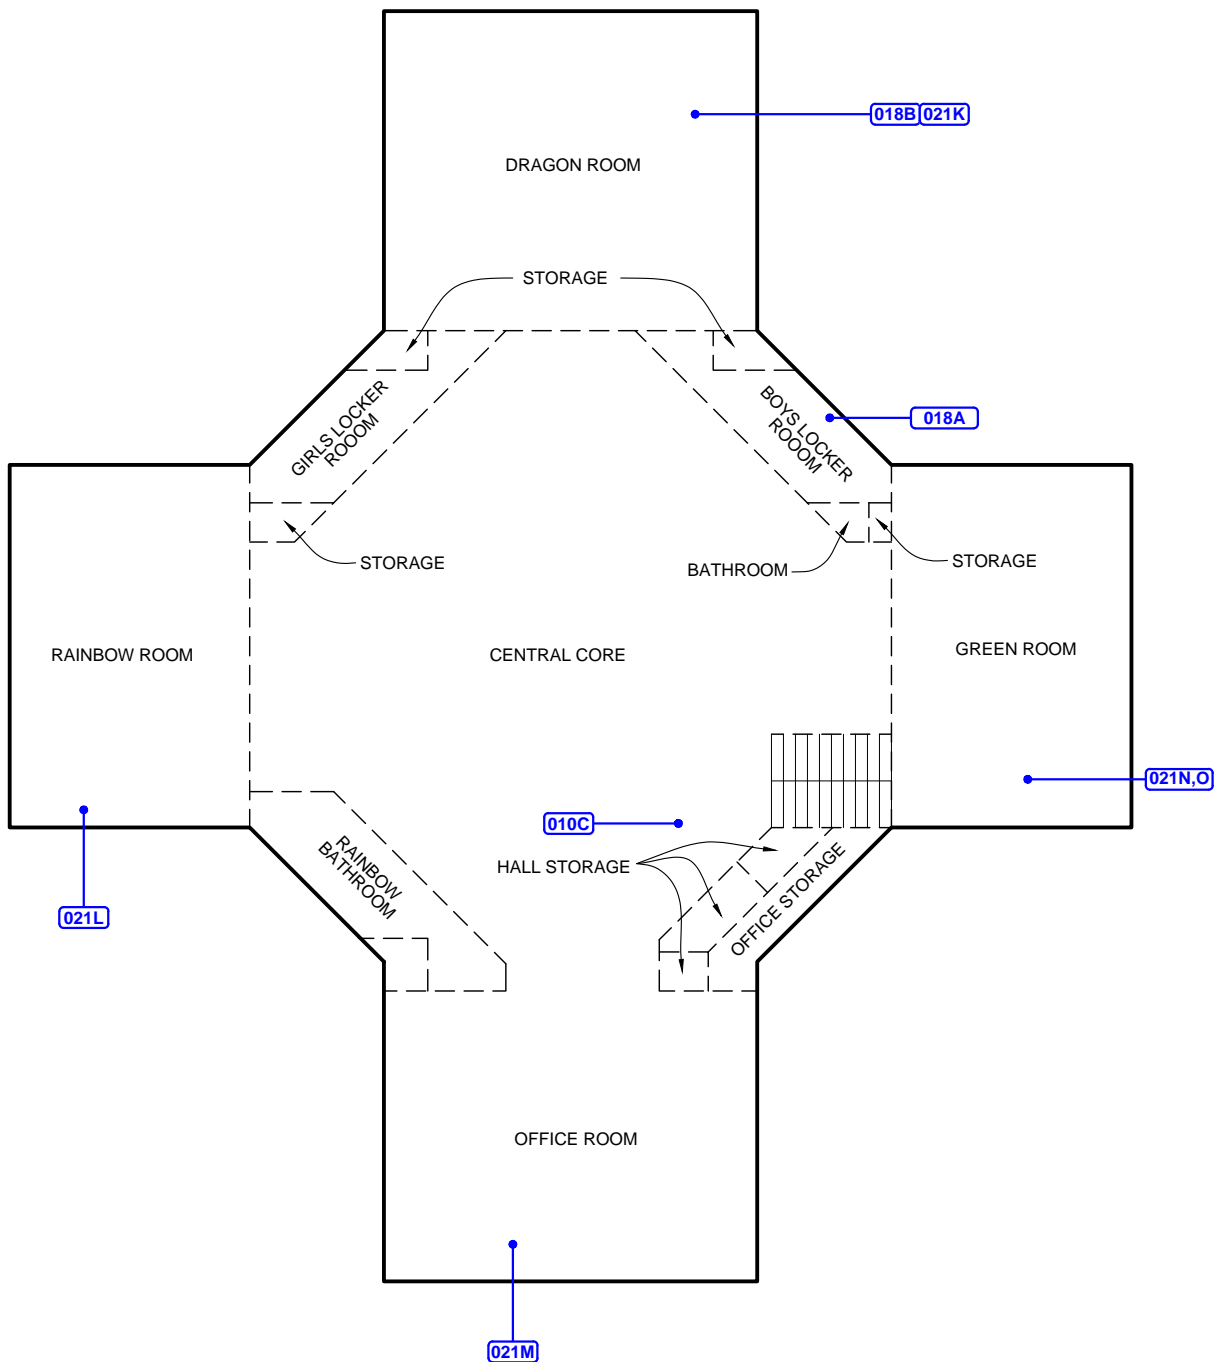 018B 021K
DRAGON ROOM
STORAGE
GIRLS LOCKER
ROOOM
BOYS LOCKER
ROOOM
018A
STORAGE
BATHROOM
STORAGE
RAINBOW ROOM
CENTRAL CORE
GREEN ROOM
021N,O
010C
HALL STORAGE
RAINBOW
BATHROOM
OFFICE STORAGE
021L
OFFICE ROOM
021M